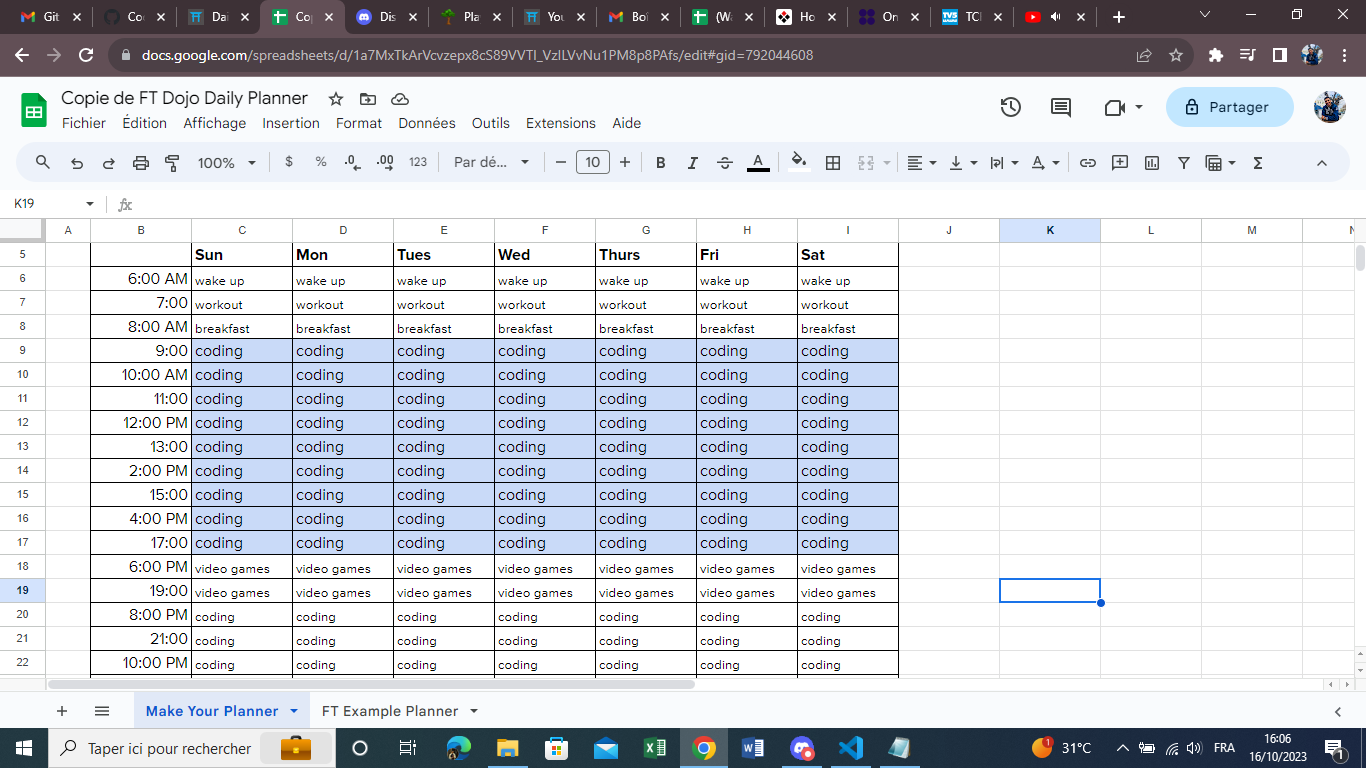 Git Co Dai Cop Dis Pla You Boî (Wa Ho On TCI
docs.google.com/spreadsheets/d/1a7MxTkArVcvzepx8cS89VVTI_VzlLVvNu1PM8p8PAfs/edit#gid=792044608
Copie de FT Dojo Daily Planner
Fichier Édition Affichage Insertion Format Données Outils Extensions Aide
Partager
100% $ % .0 .00 123 Par dé... 10 B I S A
K19 fx
A B C D E F G H I J K L M N
5 Sun Mon Tues Wed Thurs Fri Sat
6 6:00 AM wake up wake up wake up wake up wake up wake up wake up
7 7:00 workout workout workout workout workout workout workout
8 8:00 AM breakfast breakfast breakfast breakfast breakfast breakfast breakfast
9 9:00 coding coding coding coding coding coding coding
10 10:00 AM coding coding coding coding coding coding coding
11 11:00 coding coding coding coding coding coding coding
12 12:00 PM coding coding coding coding coding coding coding
13 13:00 coding coding coding coding coding coding coding
14 2:00 PM coding coding coding coding coding coding coding
15 15:00 coding coding coding coding coding coding coding
16 4:00 PM coding coding coding coding coding coding coding
17 17:00 coding coding coding coding coding coding coding
18 6:00 PM video games video games video games video games video games video games video games
19 19:00 video games video games video games video games video games video games video games
20 8:00 PM coding coding coding coding coding coding coding
21 21:00 coding coding coding coding coding coding coding
22 10:00 PM coding coding coding coding coding coding coding
Make Your Planner FT Example Planner
Taper ici pour rechercher
1 31°C FRA
16:06
16/10/2023
1